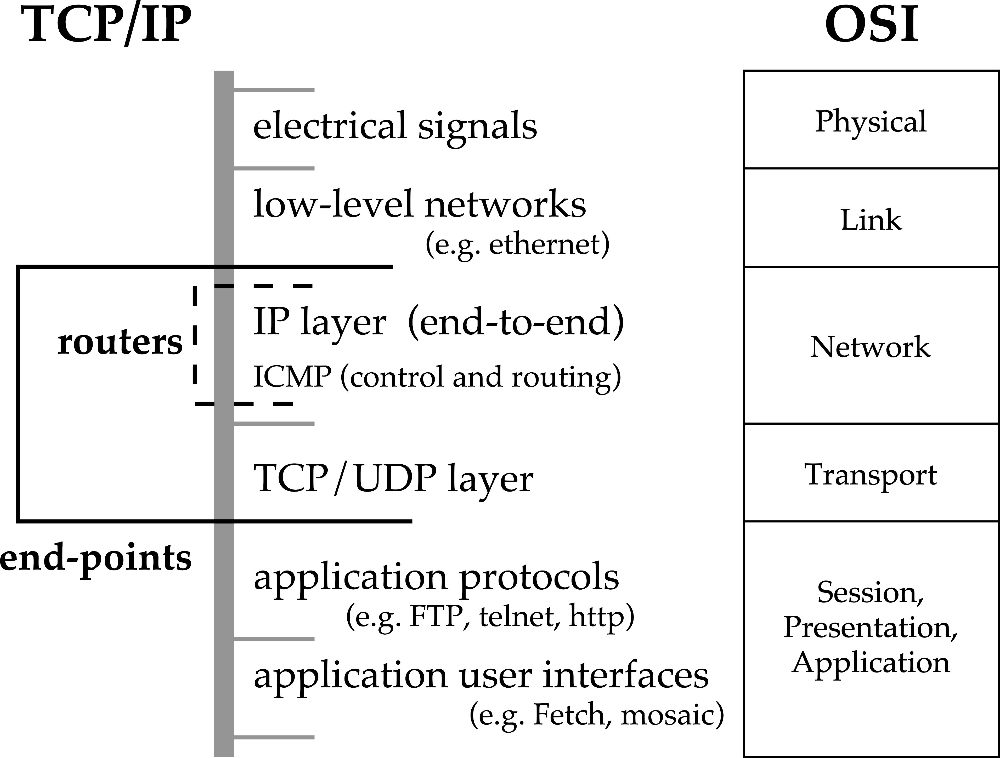 TCP/IP
OSI
electrical signals
Physical
low-level networks
(e.g. ethernet)
Link
routers
IP layer (end-to-end)
ICMP (control and routing)
Network
TCP/UDP layer
Transport
end-points
application protocols
(e.g. FTP, telnet, http)
application user interfaces
(e.g. Fetch, mosaic)
Session,
Presentation,
Application